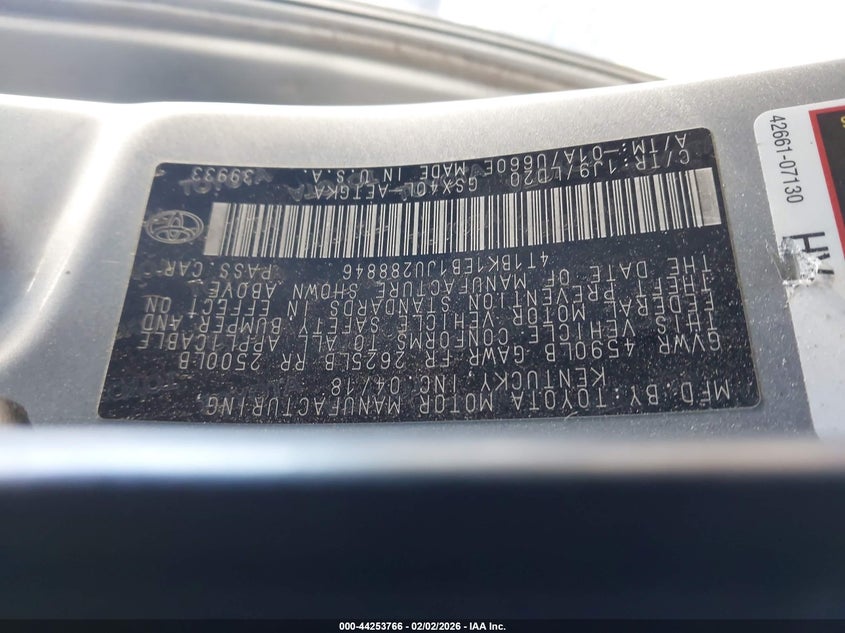 MFD. BY: TOYOTA MOTOR MANUFACTURING,
KENTUCKY, INC. 04/18
GVWR 4590LB GAWR FR 2625LB RR 2500LB
THIS VEHICLE CONFORMS TO ALL APPLICABLE
FEDERAL MOTOR VEHICLE SAFETY, BUMPER AND
THEFT PREVENTION STANDARDS IN EFFECT ON
THE DATE OF MANUFACTURE SHOWN ABOVE.
4T1BK1EB1JU288846 PASS. CAR
C/TR: 1J9/LD20 GSX40L-AETGKA
A/TM: -01A/U660E MADE IN U.S.A. 39933
42661-07130
000-44253766 - 02/02/2026 - IAA Inc.